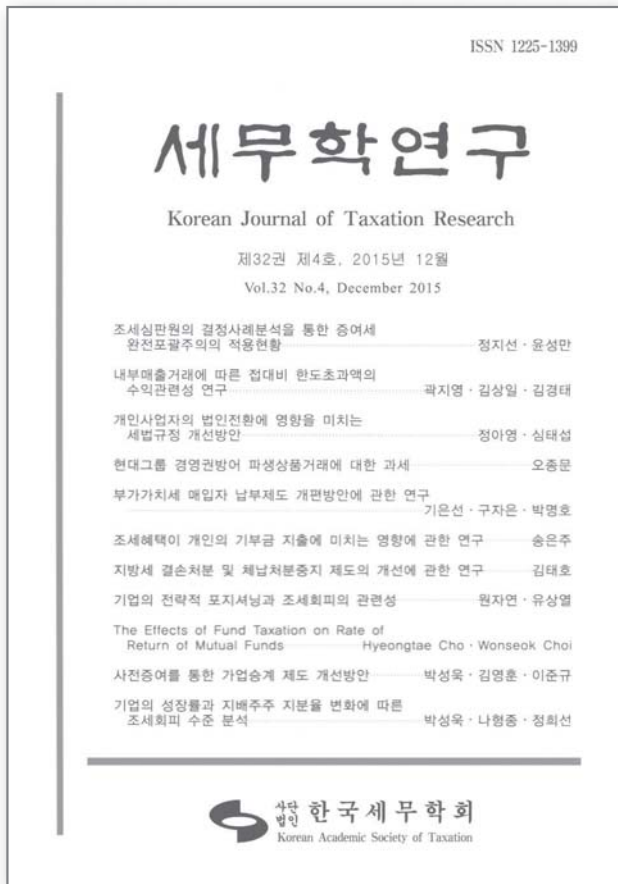 ISSN 1225-1399
세무학연구
Korean Journal of Taxation Research
제32권 제4호, 2015년 12월
Vol.32 No.4, December 2015
조세심판원의 결정사례분석을 통한 증여세
완전포괄주의의 적용현황 정지선·윤성만
내부매출거래에 따른 접대비 한도초과액의
수익관련성 연구 곽지영·김상일·김경태
개인사업자의 법인전환에 영향을 미치는
세법규정 개선방안 정아영·심태섭
현대그룹 경영권방어 파생상품거래에 대한 과세 오종문
부가가치세 매입자 납부제도 개편방안에 관한 연구
기은선·구자은·박명호
조세혜택이 개인의 기부금 지출에 미치는 영향에 관한 연구 송은주
지방세 결손처분 및 체납처분중지 제도의 개선에 관한 연구 김태호
기업의 전략적 포지셔닝과 조세회피의 관련성 원자연·유상열
The Effects of Fund Taxation on Rate of
Return of Mutual Funds Hyeongtae Cho·Wonseok Choi
사전증여를 통한 가업승계 제도 개선방안 박성욱·김영훈·이준규
기업의 성장률과 지배주주 지분율 변화에 따른
조세회피 수준 분석 박성욱·나형종·정희선
사단법인 한국세무학회
Korean Academic Society of Taxation